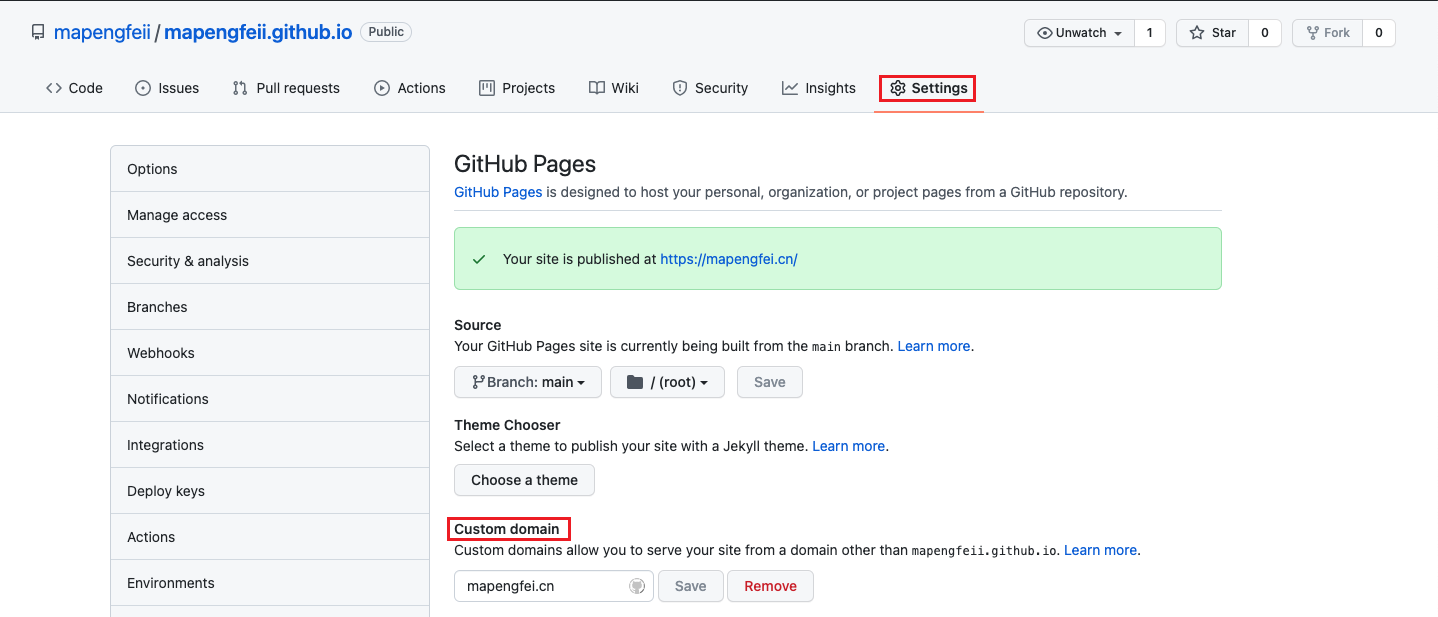 mapengfeii / mapengfeii.github.io Public Unwatch 1 Star 0 Fork 0
Code Issues Pull requests Actions Projects Wiki Security Insights Settings
Options
Manage access
Security & analysis
Branches
Webhooks
Notifications
Integrations
Deploy keys
Actions
Environments
GitHub Pages
GitHub Pages is designed to host your personal, organization, or project pages from a GitHub repository.
Your site is published at https://mapengfei.cn/
Source
Your GitHub Pages site is currently being built from the main branch. Learn more.
Branch: main / (root) Save
Theme Chooser
Select a theme to publish your site with a Jekyll theme. Learn more.
Choose a theme
Custom domain
Custom domains allow you to serve your site from a domain other than mapengfeii.github.io. Learn more.
mapengfei.cn Save Remove